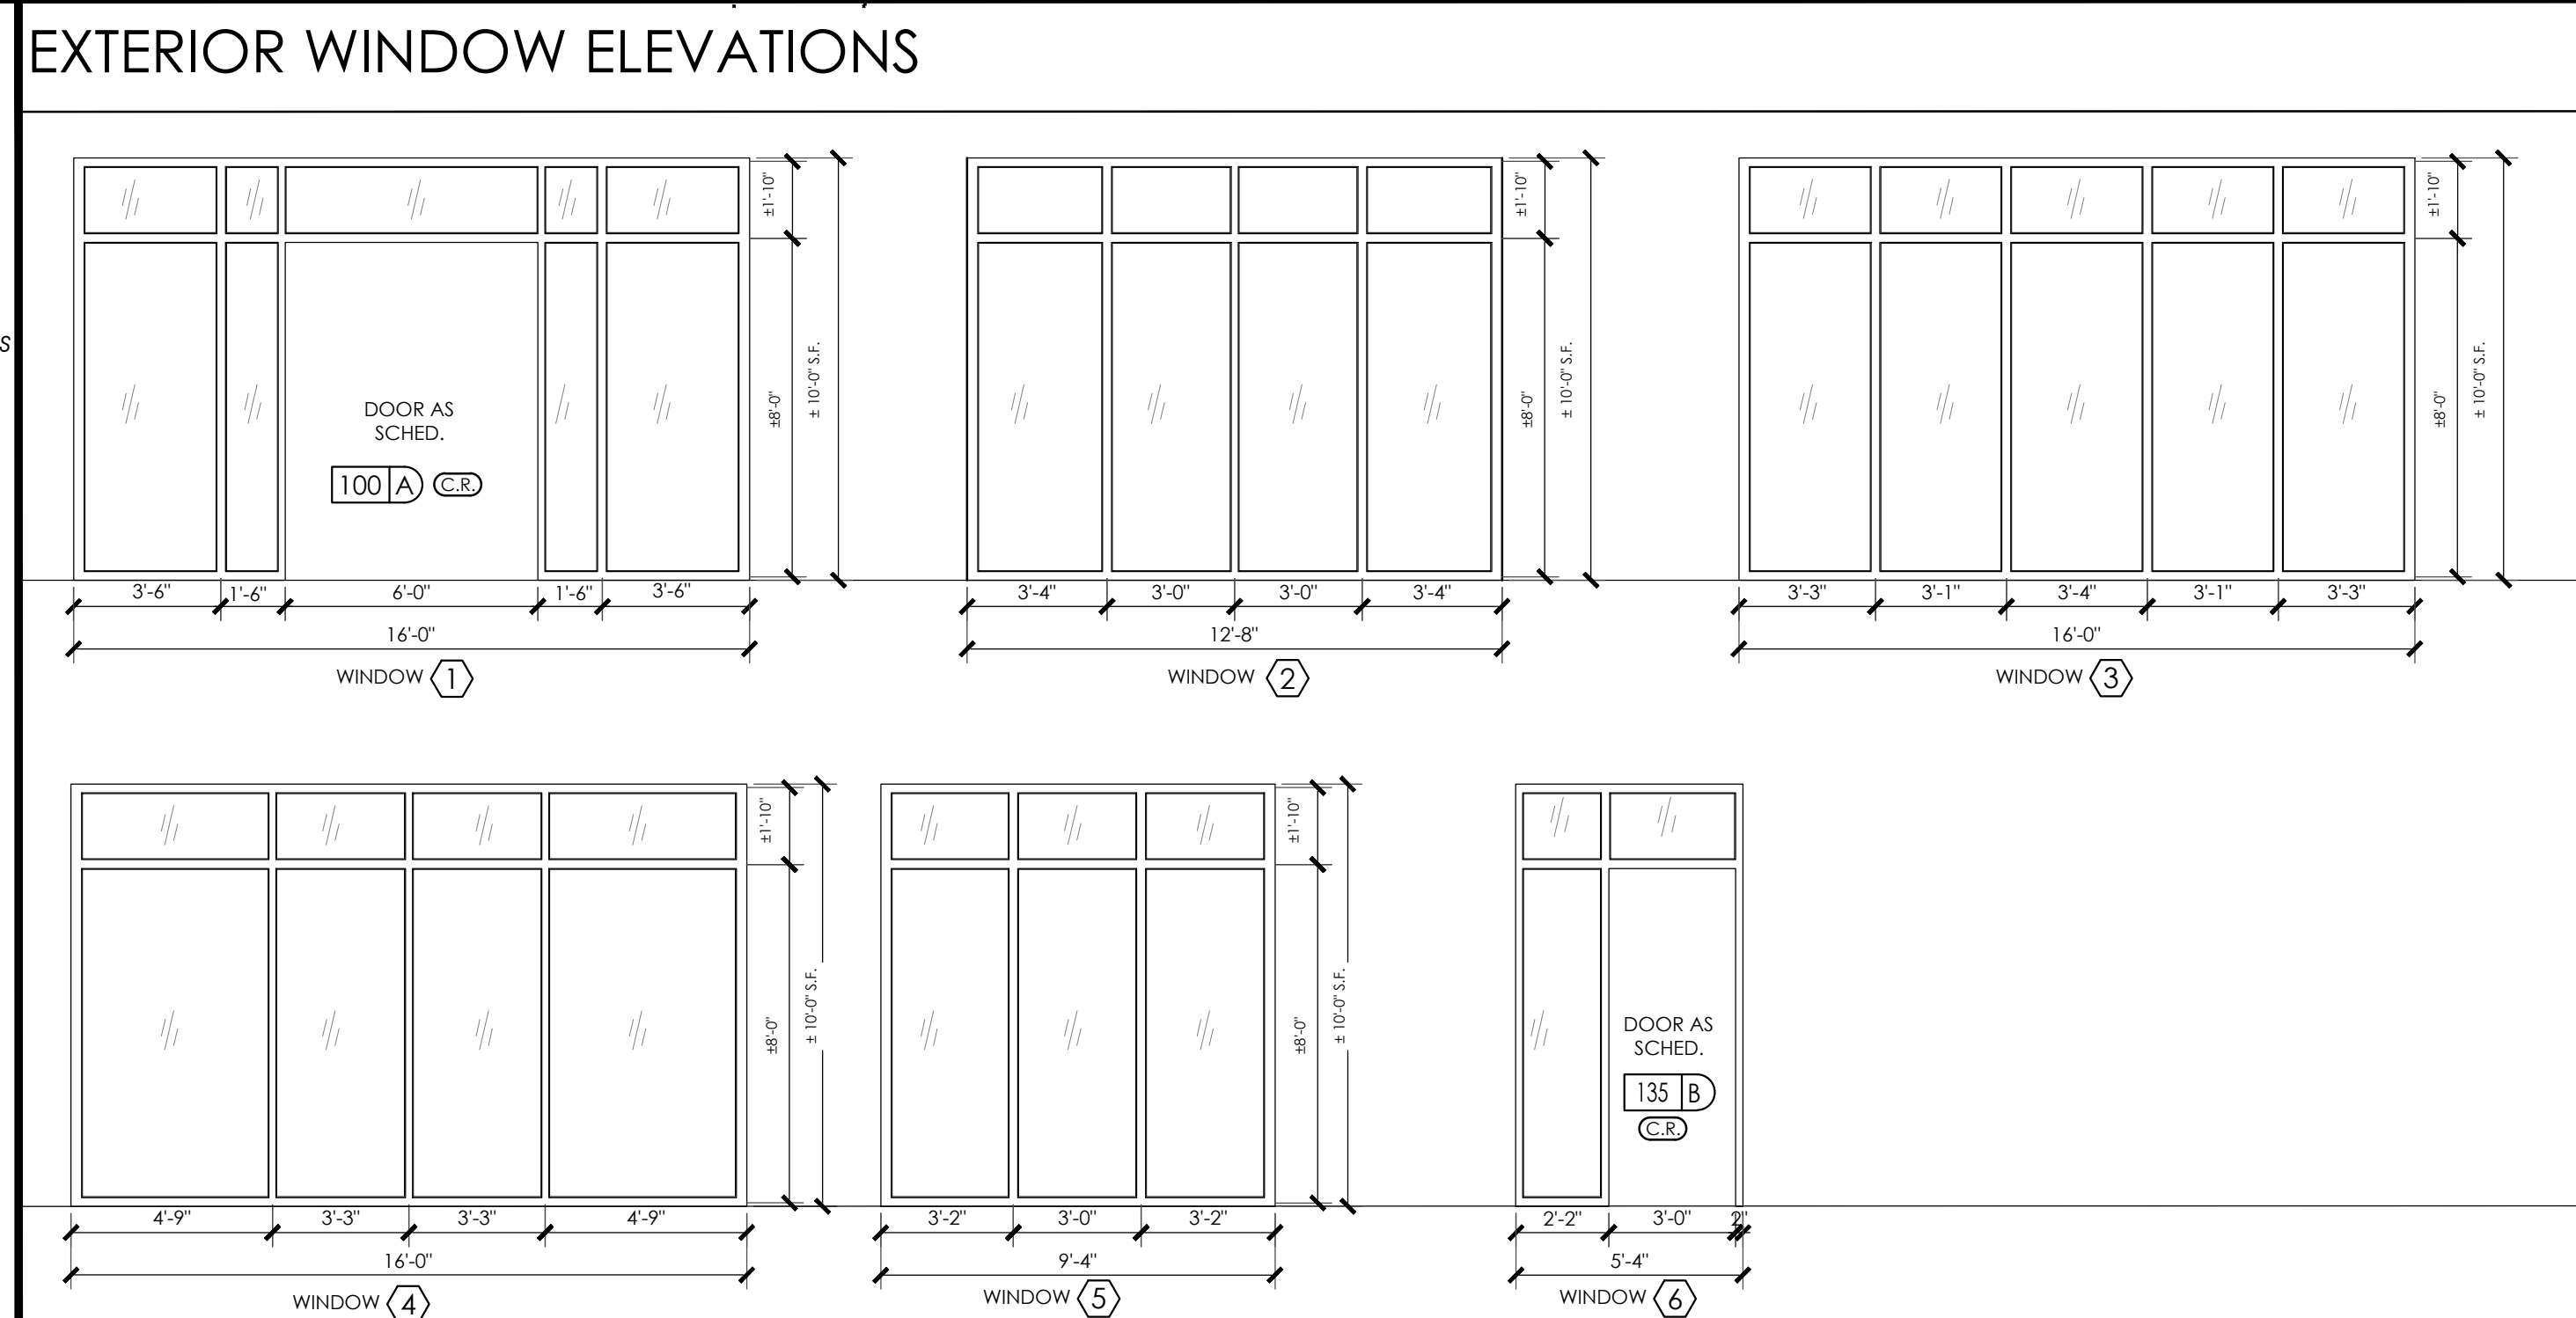 EXTERIOR WINDOW ELEVATIONS
S
±1'-10"
±8'-0"
± 10'-0" S.F.
DOOR AS
SCHED.
100 A C.R.
3'-6" 1'-6" 6'-0" 1'-6" 3'-6"
16'-0"
WINDOW 1
±1'-10"
±8'-0"
± 10'-0" S.F.
3'-4" 3'-0" 3'-0" 3'-4"
12'-8"
WINDOW 2
±1'-10"
±8'-0"
± 10'-0" S.F.
3'-3" 3'-1" 3'-4" 3'-1" 3'-3"
16'-0"
WINDOW 3
±1'-10"
±8'-0"
± 10'-0" S.F.
4'-9" 3'-3" 3'-3" 4'-9"
16'-0"
WINDOW 4
±1'-10"
±8'-0"
± 10'-0" S.F.
3'-2" 3'-0" 3'-2"
9'-4"
WINDOW 5
DOOR AS
SCHED.
135 B
C.R.
2'-2" 3'-0" 2"
5'-4"
WINDOW 6